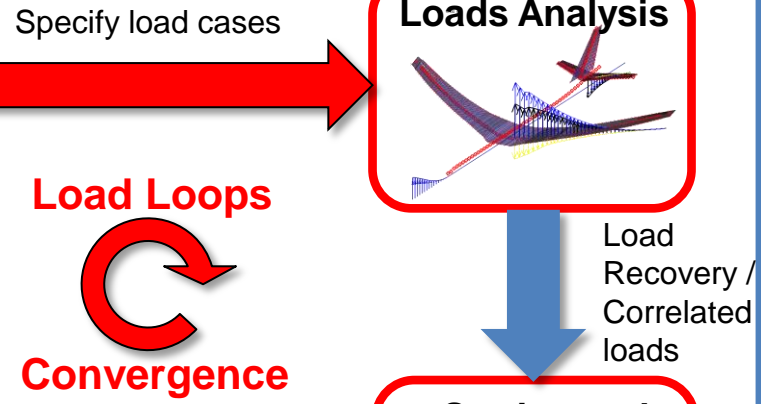 Specify load cases
Loads Analysis
Load Loops
Load
Recovery /
Correlated
loads
Convergence